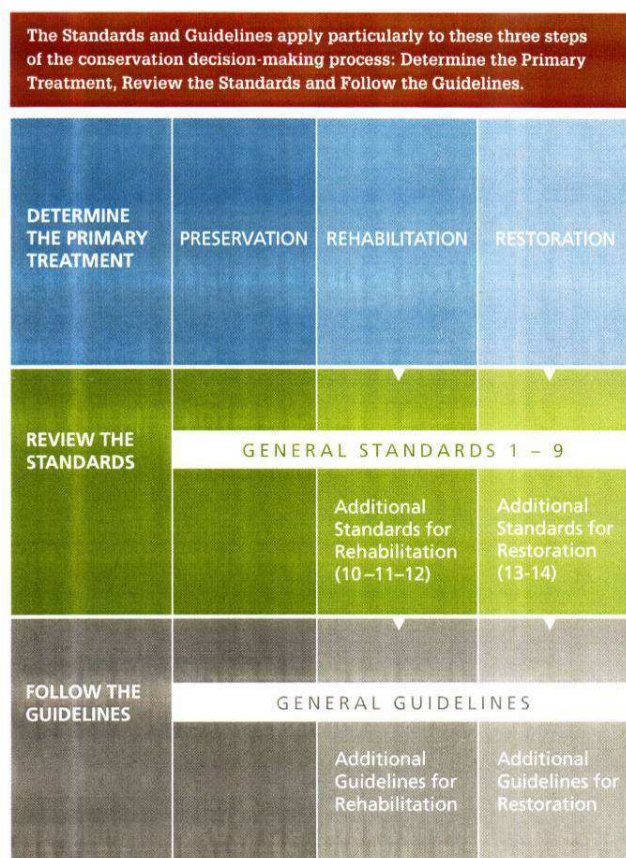 The Standards and Guidelines apply particularly to these three steps
of the conservation decision-making process: Determine the Primary
Treatment, Review the Standards and Follow the Guidelines.
DETERMINE
THE PRIMARY
TREATMENT
PRESERVATION
REHABILITATION
RESTORATION
REVIEW THE
STANDARDS
GENERAL STANDARDS 1 – 9
Additional
Standards for
Rehabilitation
(10–11–12)
Additional
Standards for
Restoration
(13-14)
FOLLOW THE
GUIDELINES
GENERAL GUIDELINES
Additional
Guidelines for
Rehabilitation
Additional
Guidelines for
Restoration